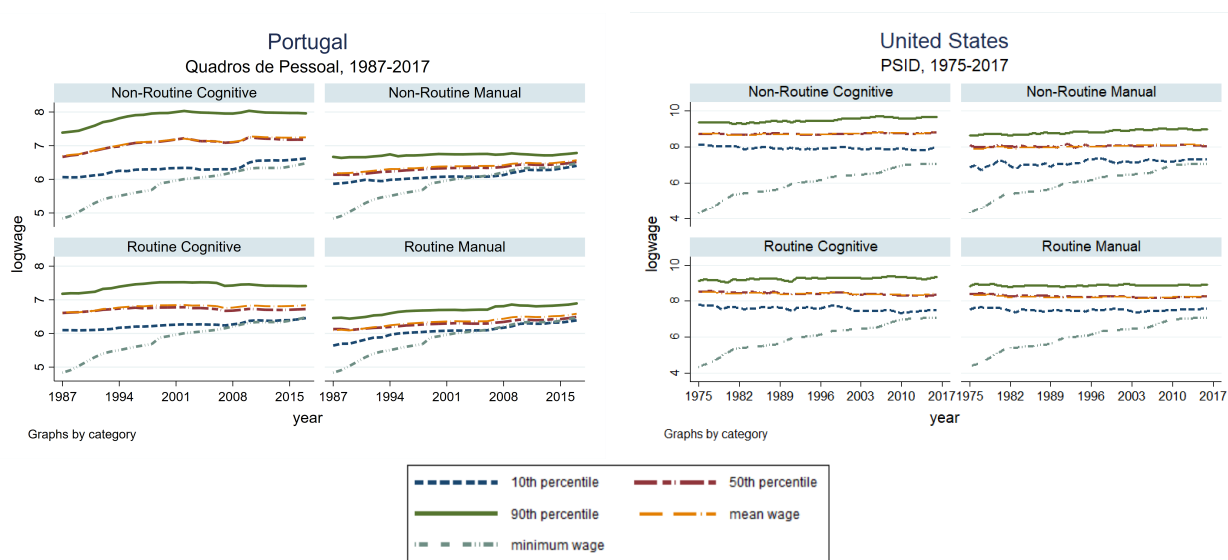 Portugal
Quadros de Pessoal, 1987-2017
Non-Routine Cognitive
Non-Routine Manual
8
7
6
5
Routine Cognitive
Routine Manual
8
7
6
5
logwage
1987 1994 2001 2008 2015 1987 1994 2001 2008 2015
year
Graphs by category
United States
PSID, 1975-2017
Non-Routine Cognitive
Non-Routine Manual
10
8
6
4
Routine Cognitive
Routine Manual
10
8
6
4
logwage
1975 1982 1989 1996 2003 2010 2017 1975 1982 1989 1996 2003 2010 2017
year
Graphs by category
10th percentile 50th percentile
90th percentile mean wage
minimum wage